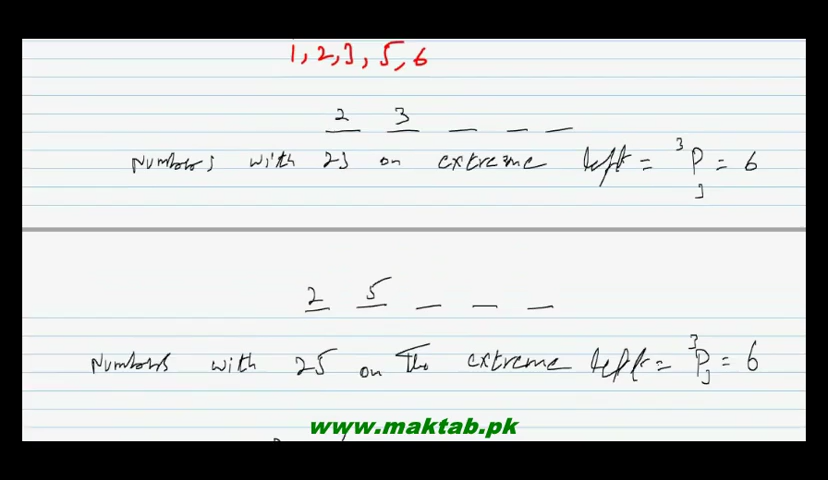 1, 2, 3, 5, 6
2 3 _ _ _
Numbers with 23 on extreme left = ³P₃ = 6
2 5 _ _ _
Numbers with 25 on the extreme left = ³P₃ = 6
www.maktab.pk